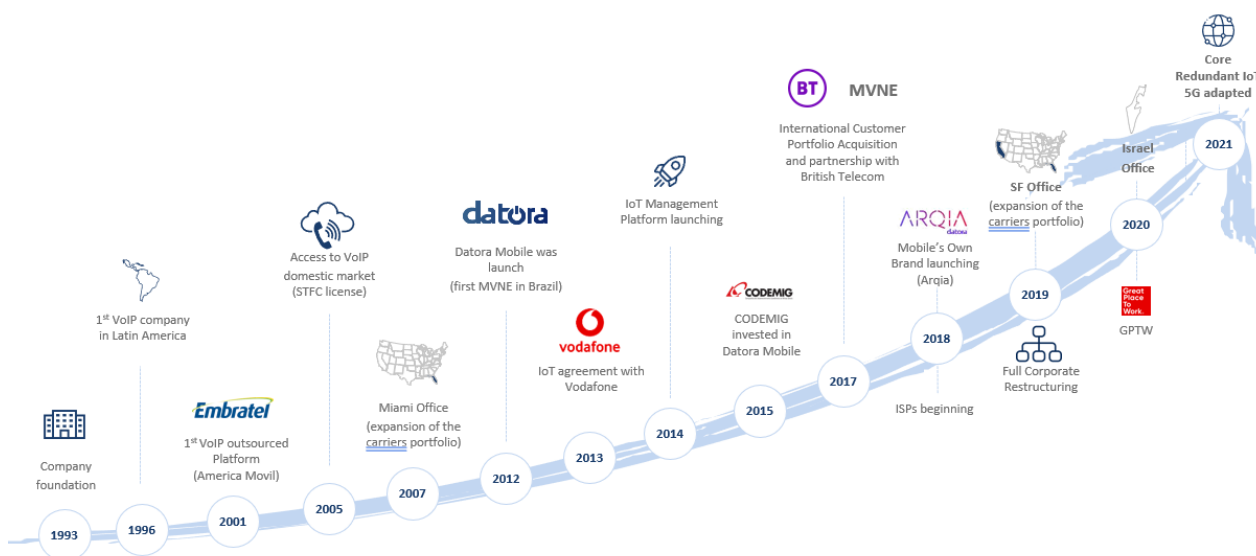 Company
foundation
1993
1st VoIP company
in Latin America
1996
Embratel
1st VoIP outsourced
Platform
(America Movil)
2001
Access to VoIP
domestic market
(STFC license)
2005
Miami Office
(expansion of the
carriers portfolio)
2007
datora
Datora Mobile was
launch
(first MVNE in Brazil)
2012
vodafone
IoT agreement with
Vodafone
2013
IoT Management
Platform launching
2014
CODEMIG
CODEMIG
invested in
Datora Mobile
2015
BT MVNE
International Customer
Portfolio Acquisition
and partnership with
British Telecom
2017
ARQIA
datora
Mobile's Own
Brand launching
(Arqia)
2018
ISPs beginning
SF Office
(expansion of the
carriers portfolio)
2019
Full Corporate
Restructuring
Israel
Office
2020
Great
Place
To
Work.
GPTW
Core
Redundant IoT
5G adapted
2021